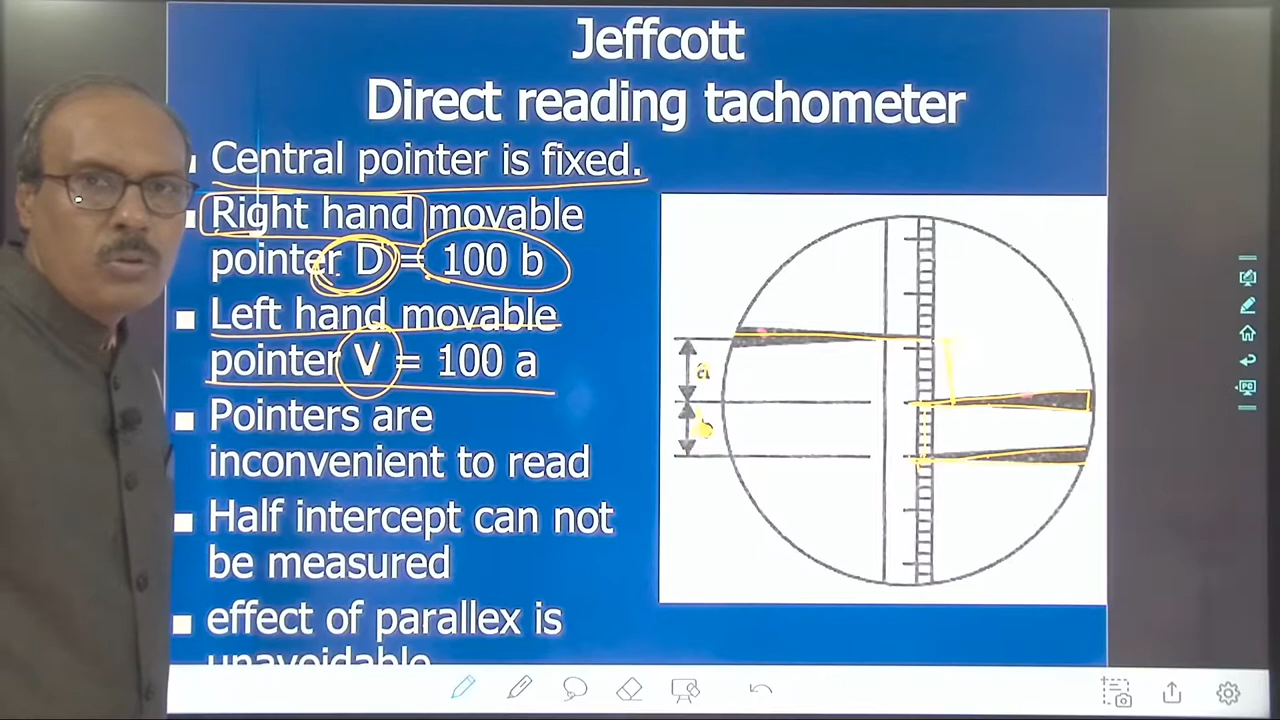 Jeffcott
Direct reading tachometer
Central pointer is fixed.
Right hand movable
pointer D = 100 b
Left hand movable
pointer V = 100 a
Pointers are
inconvenient to read
Half intercept can not
be measured
effect of parallex is
unavoidable
a
b